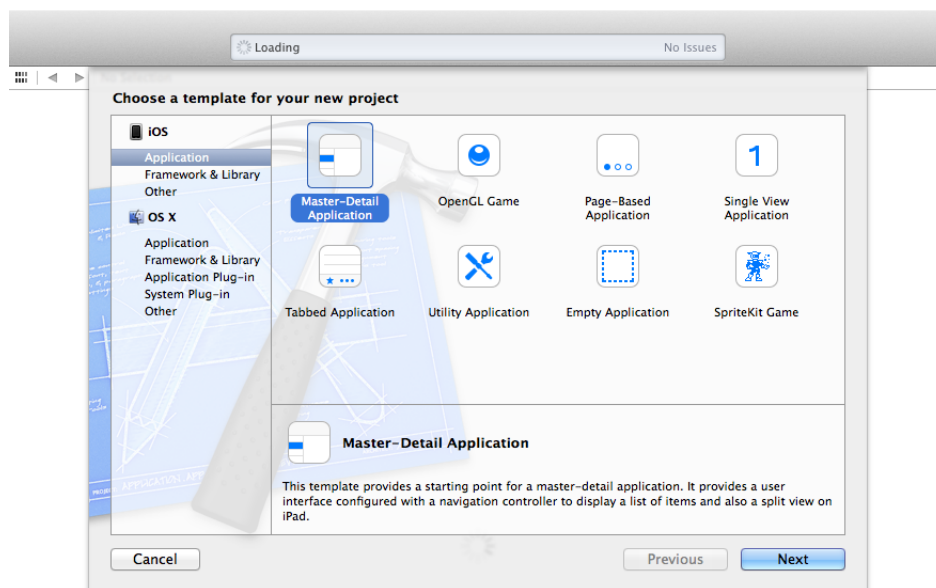 Loading
No Issues
No Selection
Choose a template for your new project
iOS
Application
Framework & Library
Other
OS X
Application
Framework & Library
Application Plug-in
System Plug-in
Other
Master-Detail
Application
OpenGL Game
Page-Based
Application
1
Single View
Application
Tabbed Application
Utility Application
Empty Application
SpriteKit Game
Master-Detail Application
This template provides a starting point for a master-detail application. It provides a user
interface configured with a navigation controller to display a list of items and also a split view on
iPad.
Cancel
Previous
Next